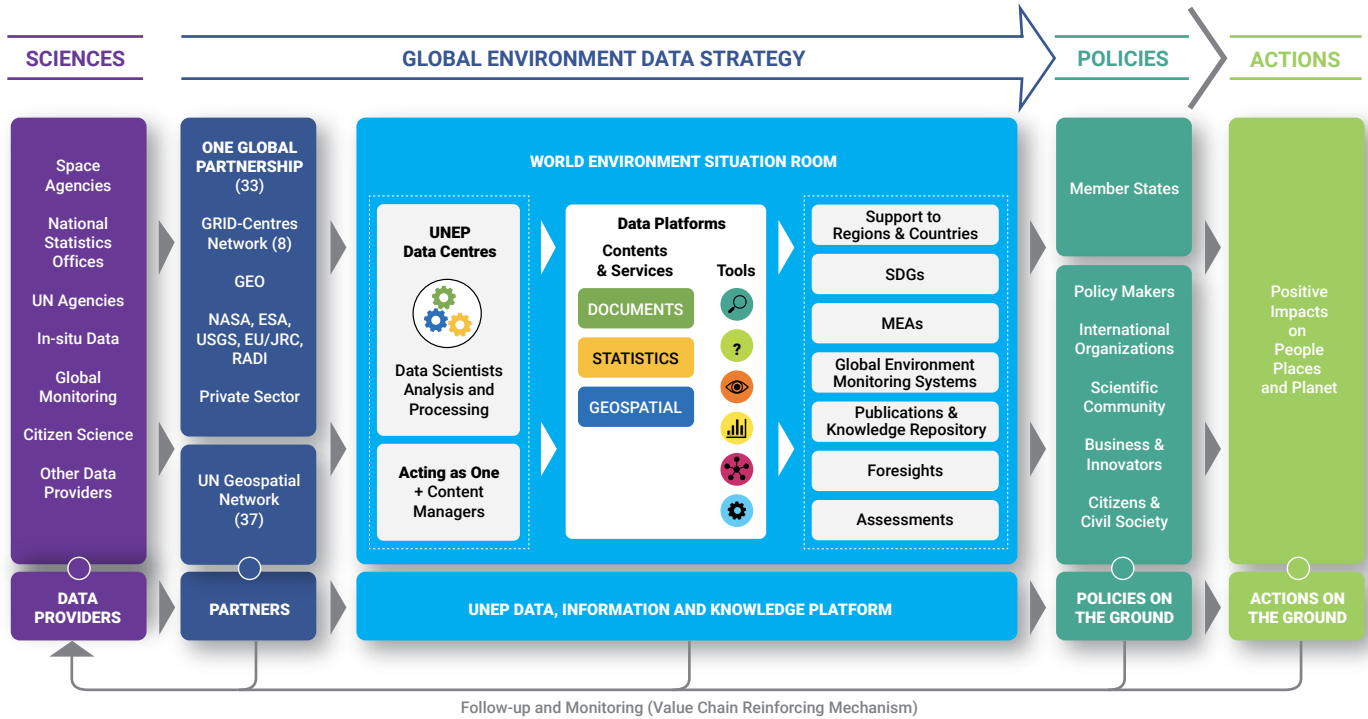 SCIENCES
GLOBAL ENVIRONMENT DATA STRATEGY
POLICIES
ACTIONS
Space
Agencies
National
Statistics
Offices
UN Agencies
In-situ Data
Global
Monitoring
Citizen Science
Other Data
Providers
DATA
PROVIDERS
ONE GLOBAL
PARTNERSHIP
(33)
GRID-Centres
Network (8)
GEO
NASA, ESA,
USGS, EU/JRC,
RADI
Private Sector
UN Geospatial
Network
(37)
PARTNERS
WORLD ENVIRONMENT SITUATION ROOM
UNEP
Data Centres
Data Scientists
Analysis and
Processing
Acting as One
+ Content
Managers
Data Platforms
Contents
& Services
Tools
DOCUMENTS
STATISTICS
GEOSPATIAL
?
Support to
Regions & Countries
SDGs
MEAs
Global Environment
Monitoring Systems
Publications &
Knowledge Repository
Foresights
Assessments
UNEP DATA, INFORMATION AND KNOWLEDGE PLATFORM
Member States
Policy Makers
International
Organizations
Scientific
Community
Business &
Innovators
Citizens &
Civil Society
POLICIES ON
THE GROUND
Positive
Impacts
on
People
Places
and Planet
ACTIONS ON
THE GROUND
Follow-up and Monitoring (Value Chain Reinforcing Mechanism)